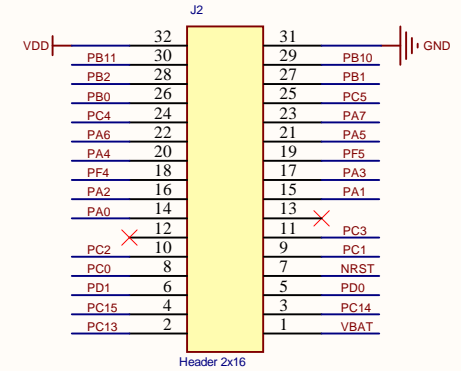 J2
VDD 32 31 GND
PB11 30 29 PB10
PB2 28 27 PB1
PB0 26 25 PC5
PC4 24 23 PA7
PA6 22 21 PA5
PA4 20 19 PF5
PF4 18 17 PA3
PA2 16 15 PA1
PA0 14 13
12 11 PC3
PC2 10 9 PC1
PC0 8 7 NRST
PD1 6 5 PD0
PC15 4 3 PC14
PC13 2 1 VBAT
Header 2x16